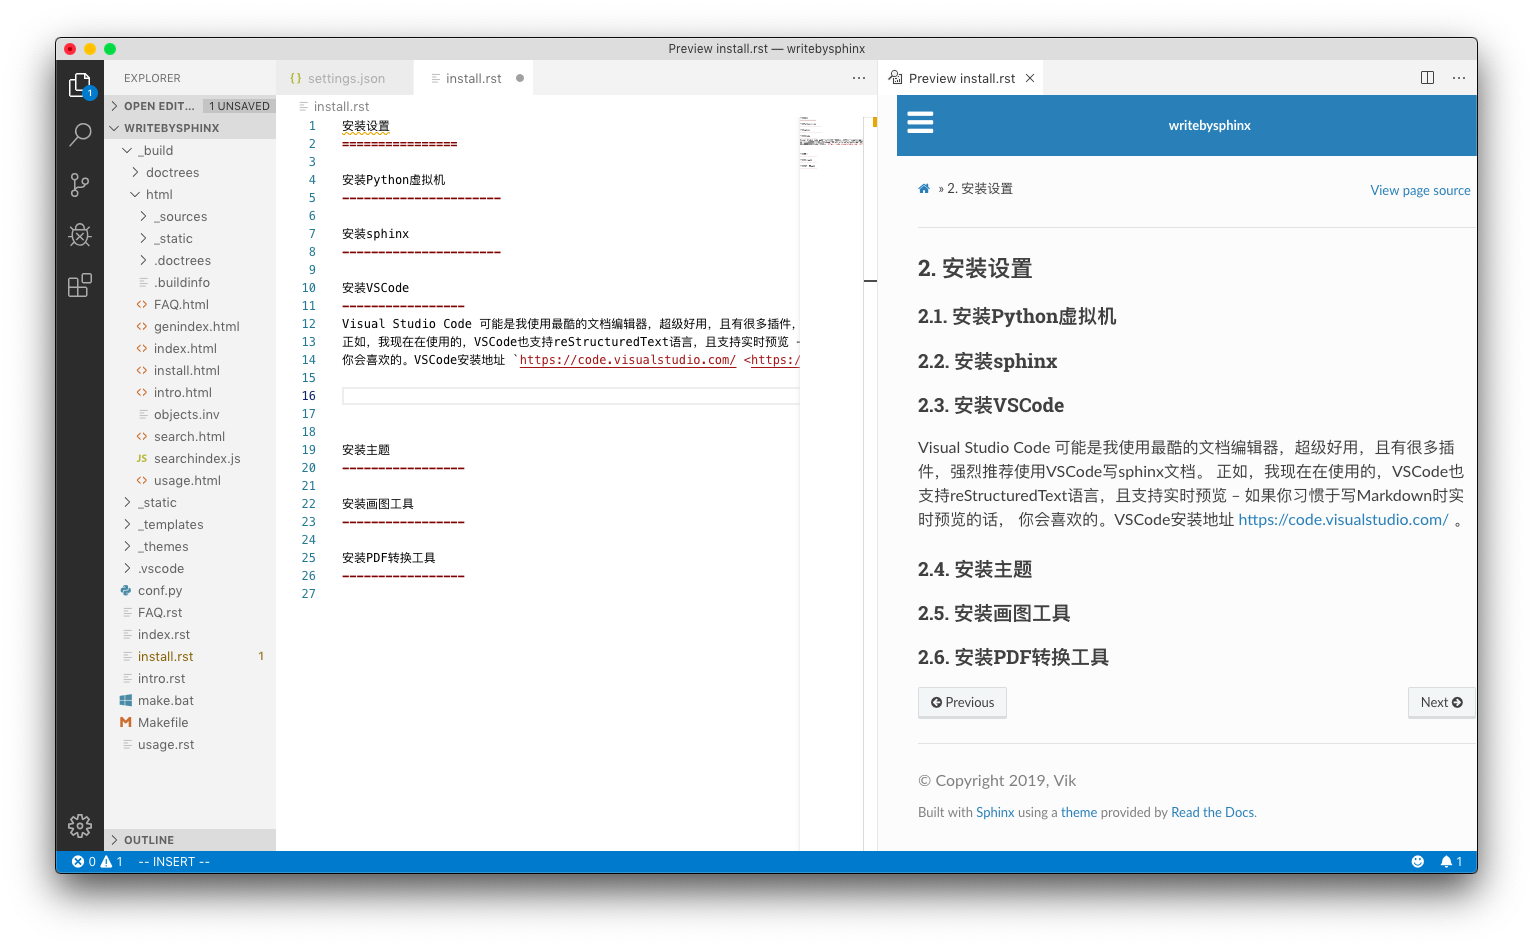 Preview install.rst — writebysphinx
EXPLORER
OPEN EDIT... 1 UNSAVED
WRITEBYSPHINX
_build
doctrees
html
_sources
_static
.doctrees
.buildinfo
FAQ.html
genindex.html
index.html
install.html
intro.html
objects.inv
search.html
JS searchindex.js
usage.html
_static
_templates
_themes
.vscode
conf.py
FAQ.rst
index.rst
install.rst 1
intro.rst
make.bat
M Makefile
usage.rst
OUTLINE
{} settings.json
install.rst
install.rst
1 安装设置
2 ================
3
4 安装Python虚拟机
5 ----------------------
6
7 安装sphinx
8 ----------------------
9
10 安装VSCode
11 -----------------
12 Visual Studio Code 可能是我使用最酷的文档编辑器，超级好用，且有很多插件，
13 正如，我现在在使用的，VSCode也支持reStructuredText语言，且支持实时预览 -
14 你会喜欢的。VSCode安装地址 `https://code.visualstudio.com/ <https:/
15
16
17
18
19 安装主题
20 -----------------
21
22 安装画图工具
23 -----------------
24
25 安装PDF转换工具
26 -----------------
27
Preview install.rst
writebysphinx
» 2. 安装设置
View page source
2. 安装设置
2.1. 安装Python虚拟机
2.2. 安装sphinx
2.3. 安装VSCode
Visual Studio Code 可能是我使用最酷的文档编辑器，超级好用，且有很多插
件，强烈推荐使用VSCode写sphinx文档。 正如，我现在在使用的，VSCode也
支持reStructuredText语言，且支持实时预览 – 如果你习惯于写Markdown时实
时预览的话， 你会喜欢的。VSCode安装地址 https://code.visualstudio.com/ 。
2.4. 安装主题
2.5. 安装画图工具
2.6. 安装PDF转换工具
Previous
Next
© Copyright 2019, Vik
Built with Sphinx using a theme provided by Read the Docs.
0 1 -- INSERT --
1
1